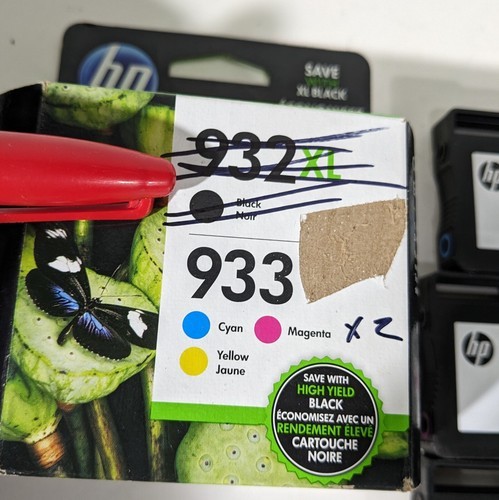 hp
SAVE
XL BLACK
932XL
Black
Noir
933
Cyan
Magenta
x 2
Yellow
Jaune
SAVE WITH
HIGH YIELD
BLACK
ÉCONOMISEZ AVEC UN
RENDEMENT ÉLEVÉ
CARTOUCHE
NOIRE
hp
hp